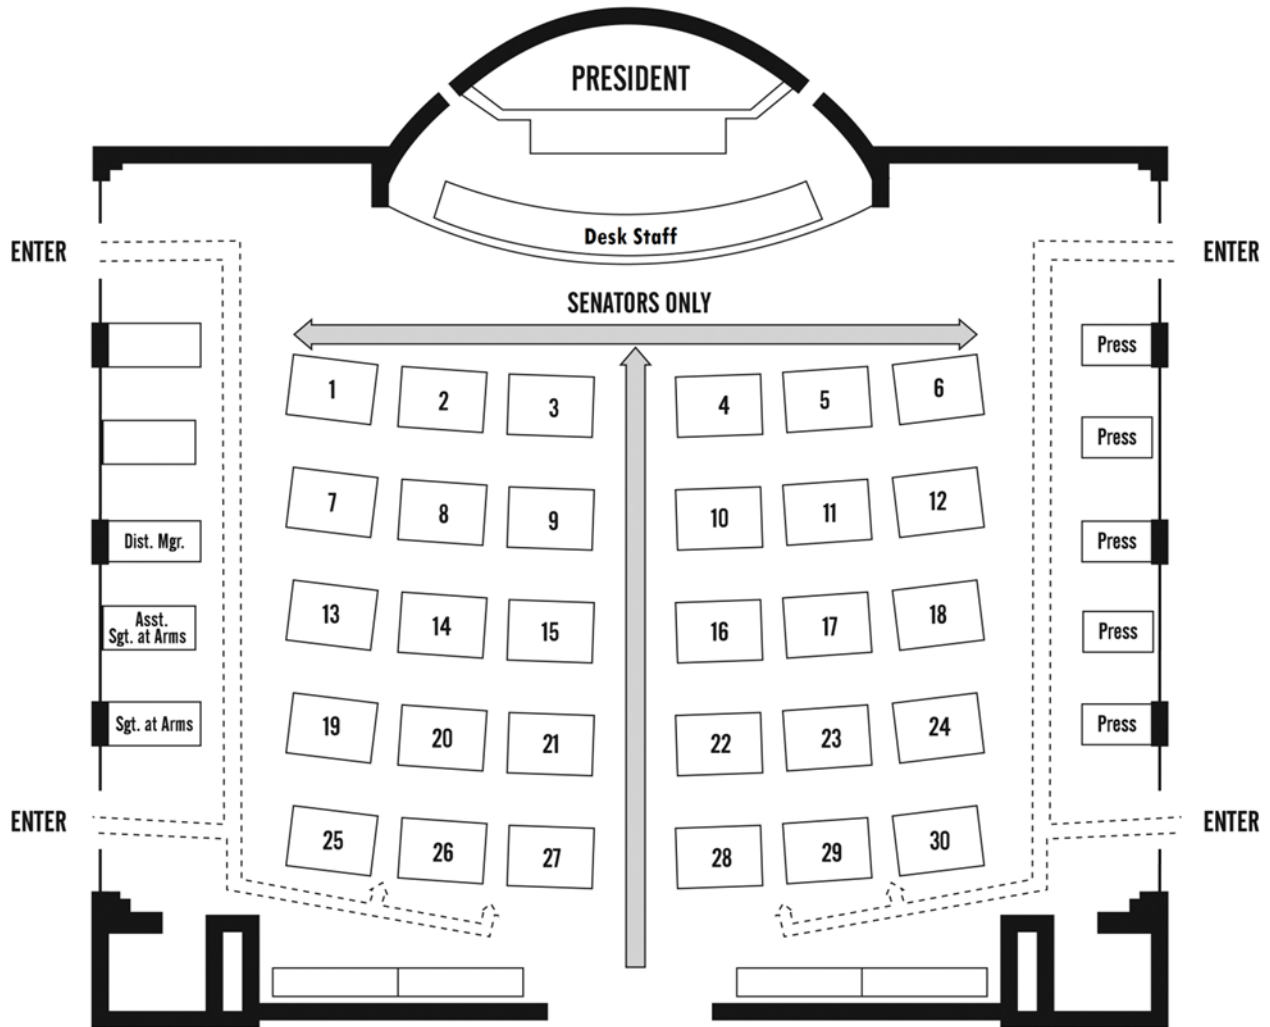 PRESIDENT
Desk Staff
ENTER
ENTER
SENATORS ONLY
1
2
3
4
5
6
Press
Press
7
8
9
10
11
12
Dist. Mgr.
Press
13
14
15
16
17
18
Asst.
Sgt. at Arms
Press
19
20
21
22
23
24
Sgt. at Arms
Press
ENTER
ENTER
25
26
27
28
29
30